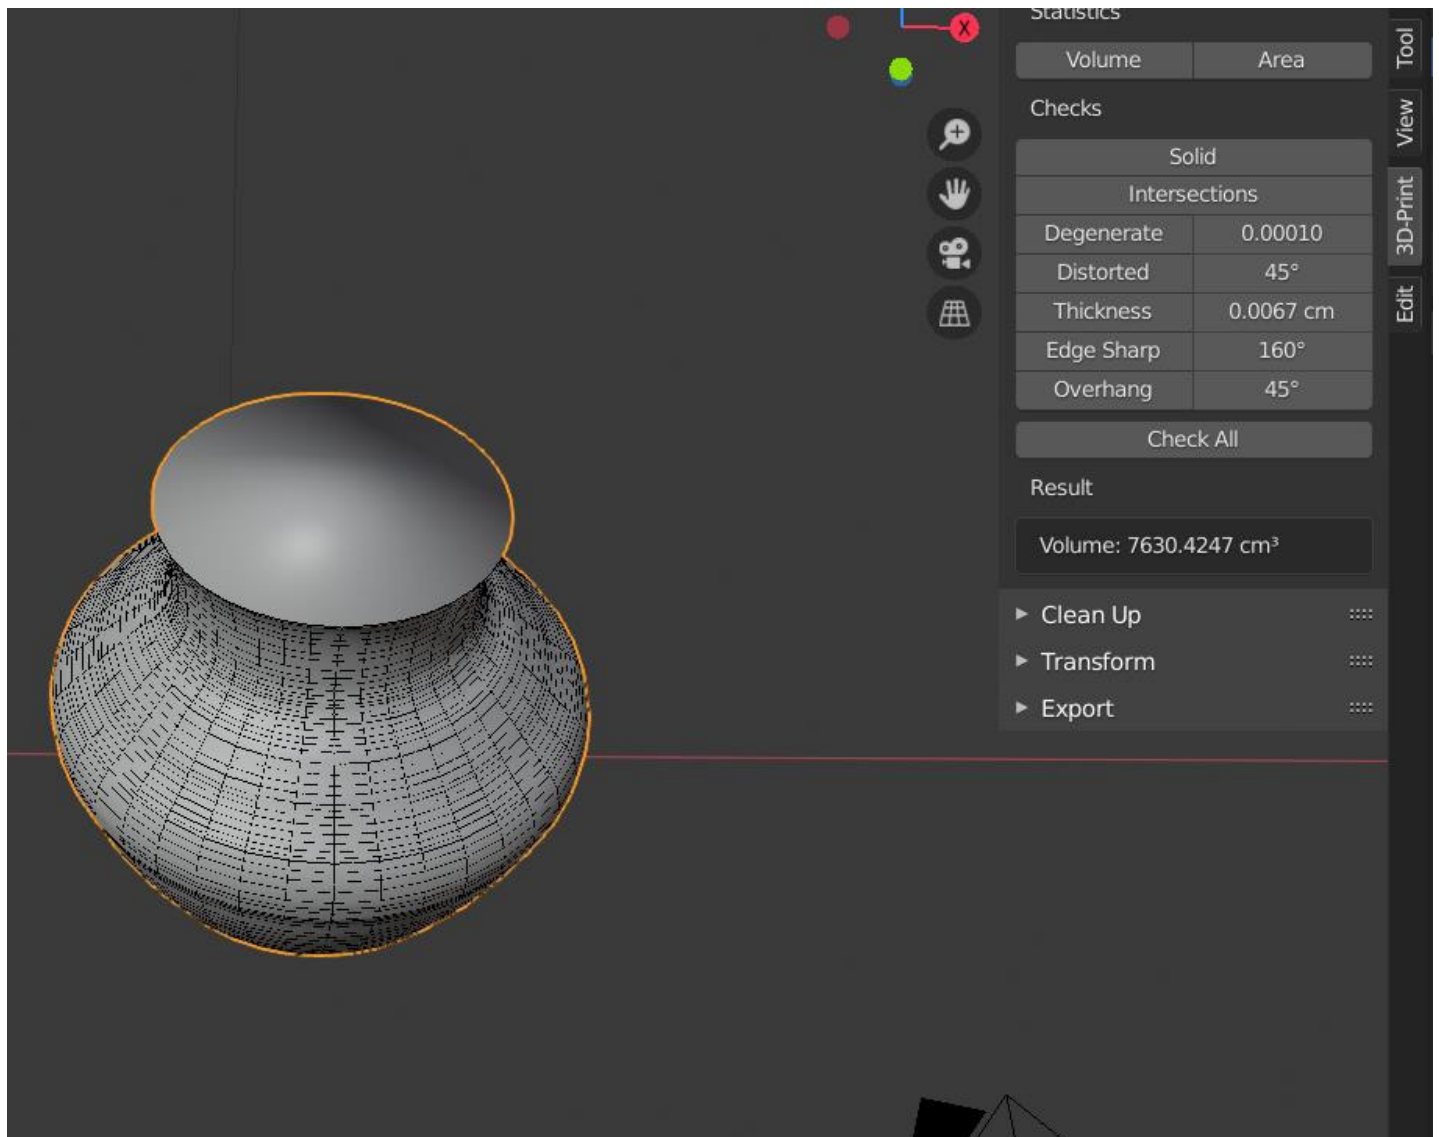 X
Statistics
Volume Area
Checks
Solid
Intersections
Degenerate 0.00010
Distorted 45°
Thickness 0.0067 cm
Edge Sharp 160°
Overhang 45°
Check All
Result
Volume: 7630.4247 cm³
Clean Up
Transform
Export
Tool
View
3D-Print
Edit